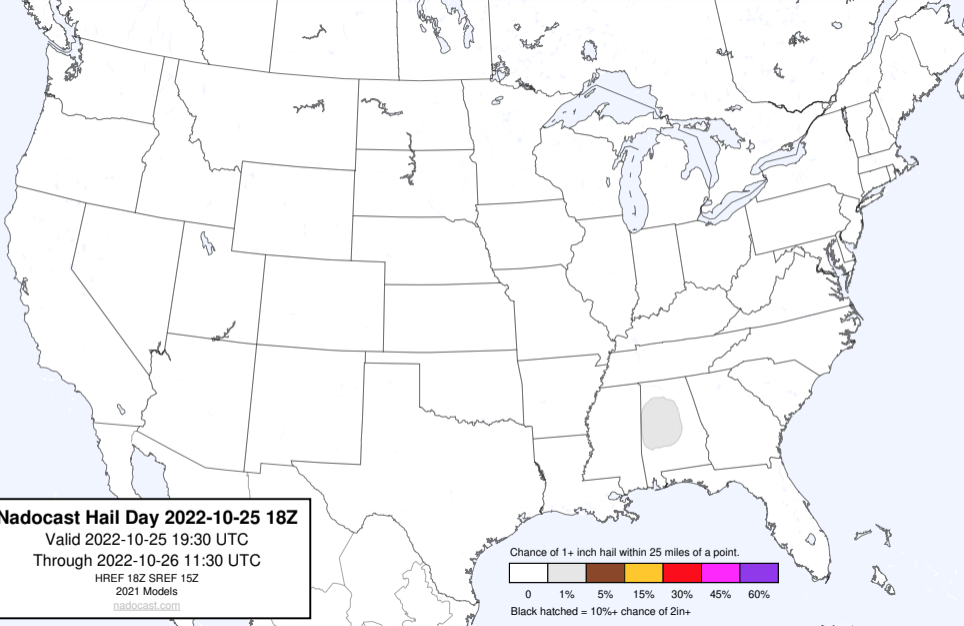 Nadocast Hail Day 2022-10-25 18Z
Valid 2022-10-25 19:30 UTC
Through 2022-10-26 11:30 UTC
HREF 18Z SREF 15Z
2021 Models
nadocast.com
Chance of 1+ inch hail within 25 miles of a point.
0 1% 5% 15% 30% 45% 60%
Black hatched = 10%+ chance of 2in+